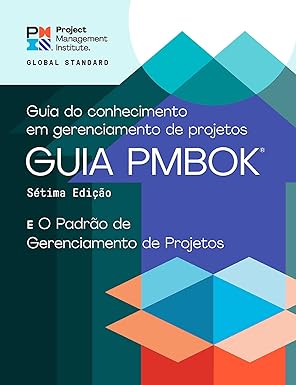 PM
I
Project
Management
Institute.
GLOBAL STANDARD
Guia do conhecimento
em gerenciamento de projetos
GUIA PMBOK®
Sétima Edição
E O Padrão de
Gerenciamento de Projetos